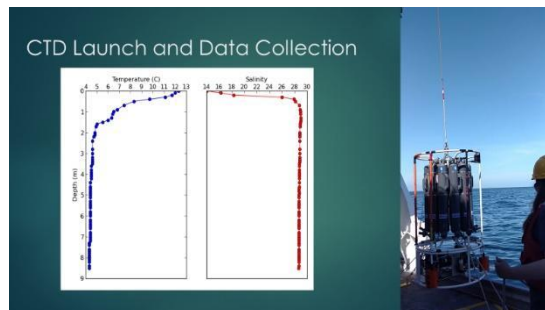 CTD Launch and Data Collection
Temperature (C)
4 5 6 7 8 9 10 11 12 13
Salinity
14 16 18 20 22 24 26 28 30
Depth (m)
0
1
2
3
4
5
6
7
8
9